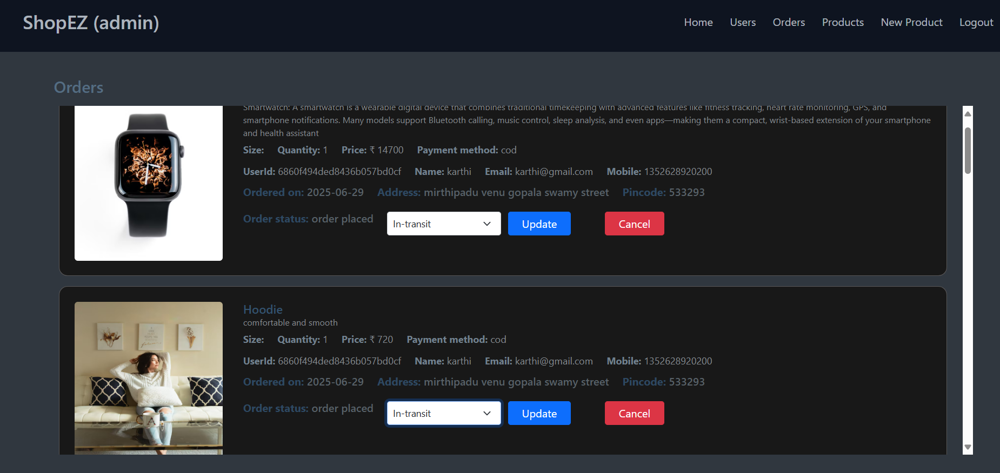 ShopEZ (admin)
Home Users Orders Products New Product Logout
Orders
Smartwatch: A smartwatch is a wearable digital device that combines traditional timekeeping with advanced features like fitness tracking, heart rate monitoring, GPS, and
smartphone notifications. Many models support Bluetooth calling, music control, sleep analysis, and even apps—making them a compact, wrist-based extension of your smartphone
and health assistant
Size: Quantity: 1 Price: ₹ 14700 Payment method: cod
UserId: 6860f494ded8436b057bd0cf Name: karthi Email: karthi@gmail.com Mobile: 1352628920200
Ordered on: 2025-06-29 Address: mirthipadu venu gopala swamy street Pincode: 533293
Order status: order placed In-transit Update Cancel
Hoodie
comfortable and smooth
Size: Quantity: 1 Price: ₹ 720 Payment method: cod
UserId: 6860f494ded8436b057bd0cf Name: karthi Email: karthi@gmail.com Mobile: 1352628920200
Ordered on: 2025-06-29 Address: mirthipadu venu gopala swamy street Pincode: 533293
Order status: order placed In-transit Update Cancel
A